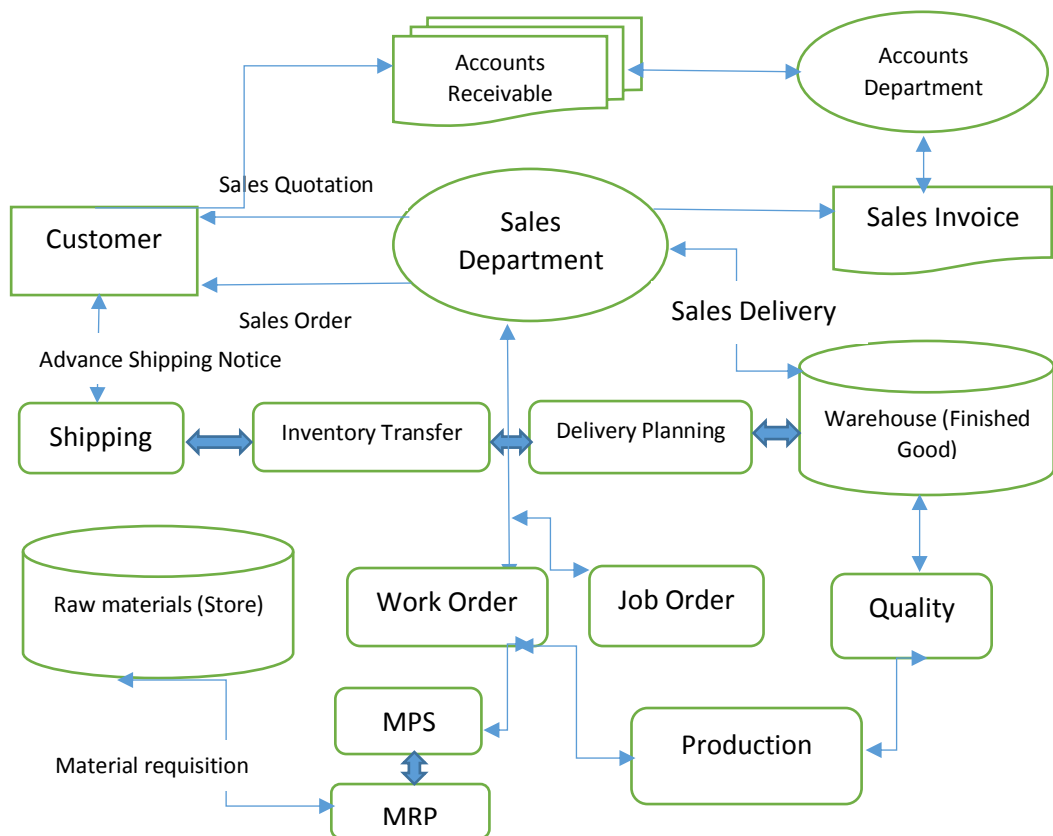 Accounts
Receivable
Accounts
Department
Sales Quotation
Customer
Sales
Department
Sales Invoice
Sales Order
Sales Delivery
Advance Shipping Notice
Shipping
Inventory Transfer
Delivery Planning
Warehouse (Finished
Good)
Raw materials (Store)
Work Order
Job Order
Quality
MPS
Production
Material requisition
MRP